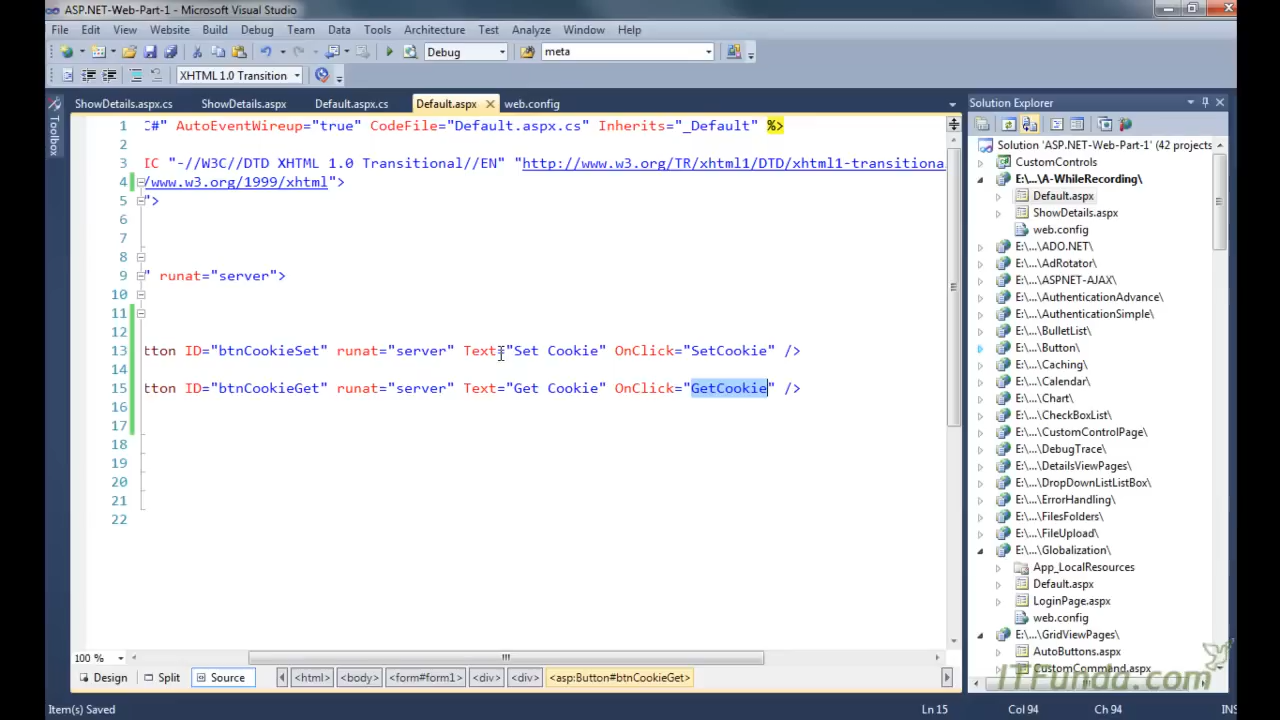 ASP.NET-Web-Part-1 - Microsoft Visual Studio
File Edit View Website Build Debug Team Data Tools Architecture Test Analyze Window Help
Debug meta
XHTML 1.0 Transition
ShowDetails.aspx.cs ShowDetails.aspx Default.aspx.cs Default.aspx web.config
Toolbox
1 C#" AutoEventWireup="true" CodeFile="Default.aspx.cs" Inherits="_Default" %>
2
3 IC "-//W3C//DTD XHTML 1.0 Transitional//EN" "http://www.w3.org/TR/xhtml1/DTD/xhtml1-transitiona
4 /www.w3.org/1999/xhtml">
5 ">
6
7
8
9 " runat="server">
10
11
12
13 tton ID="btnCookieSet" runat="server" Text="Set Cookie" OnClick="SetCookie" />
14
15 tton ID="btnCookieGet" runat="server" Text="Get Cookie" OnClick="GetCookie" />
16
17
18
19
20
21
22
100 %
Design Split Source <html> <body> <form#form1> <div> <div> <asp:Button#btnCookieGet>
Item(s) Saved Ln 15 Col 94 Ch 94 INS
Solution Explorer
Solution 'ASP.NET-Web-Part-1' (42 projects
CustomControls
E:\...\A-WhileRecording\
Default.aspx
ShowDetails.aspx
web.config
E:\...\ADO.NET\
E:\...\AdRotator\
E:\...\ASPNET-AJAX\
E:\...\AuthenticationAdvance\
E:\...\AuthenticationSimple\
E:\...\BulletList\
E:\...\Button\
E:\...\Caching\
E:\...\Calendar\
E:\...\Chart\
E:\...\CheckBoxList\
E:\...\CustomControlPage\
E:\...\DebugTrace\
E:\...\DetailsViewPages\
E:\...\DropDownListListBox\
E:\...\ErrorHandling\
E:\...\FilesFolders\
E:\...\FileUpload\
E:\...\Globalization\
App_LocalResources
Default.aspx
LoginPage.aspx
web.config
E:\...\GridViewPages\
AutoButtons.aspx
CustomCommand.aspx
ITFunda.com